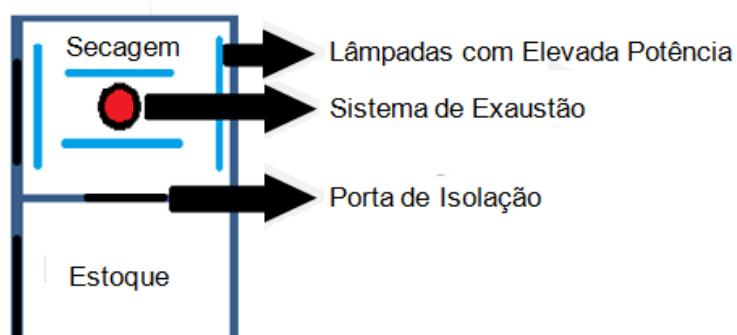 Secagem
Lâmpadas com Elevada Potência
Sistema de Exaustão
Porta de Isolação
Estoque